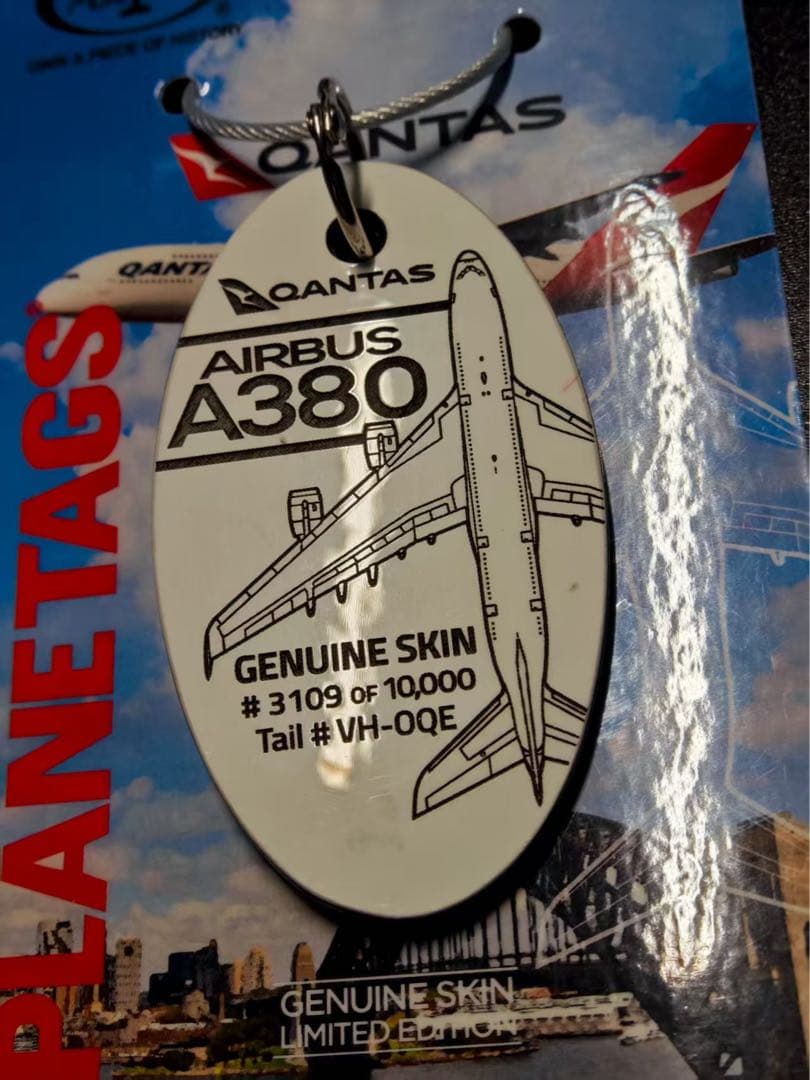 OWN A PIECE OF HISTORY
QANTAS
QANTAS
QANTAS
AIRBUS
A380
GENUINE SKIN
# 3109 OF 10,000
Tail # VH-OQE
PLANETAGS
GENUINE SKIN
LIMITED EDITION